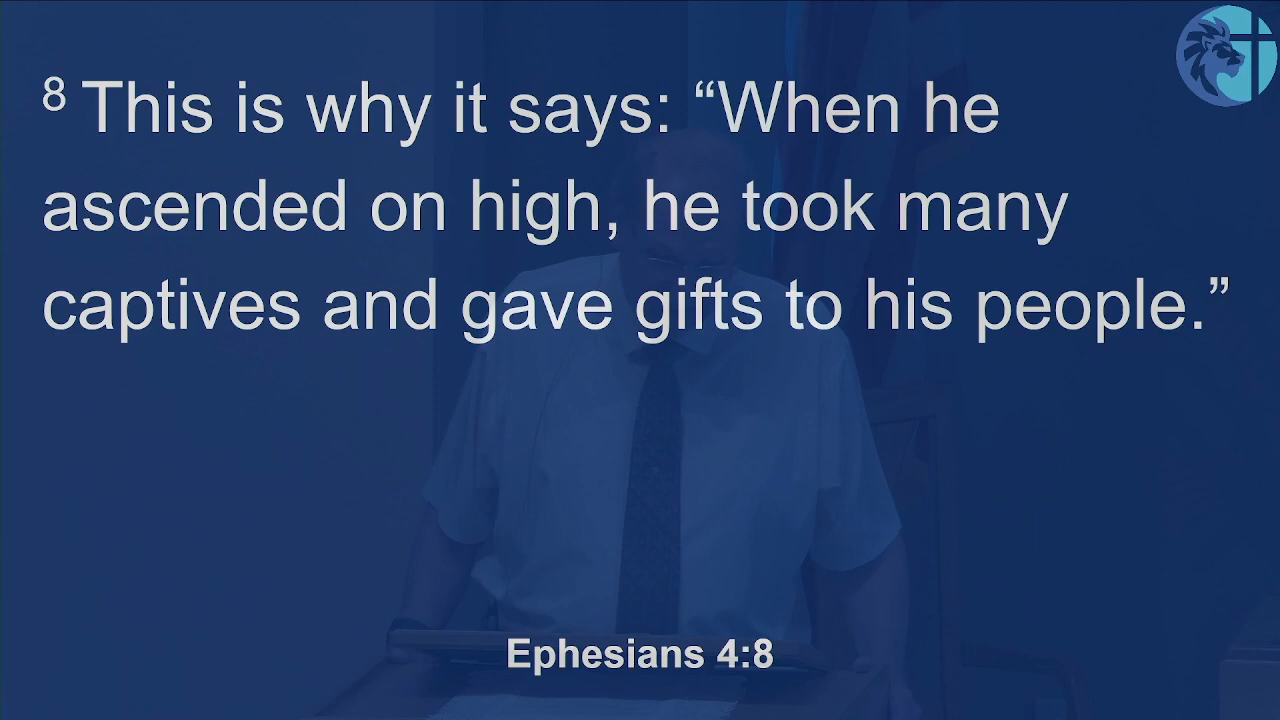 8 This is why it says: “When he
ascended on high, he took many
captives and gave gifts to his people.”
Ephesians 4:8